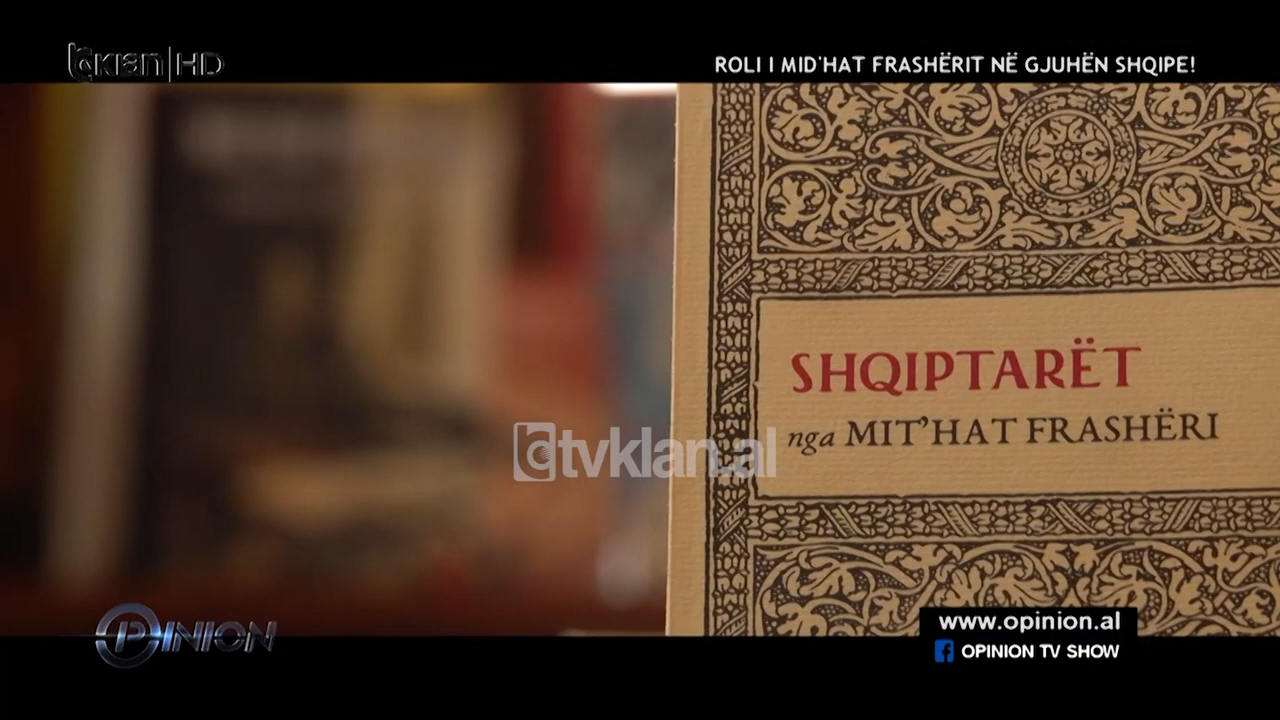 tvklan|HD
ROLI I MID'HAT FRASHËRIT NË GJUHËN SHQIPE!
SHQIPTARËT
nga MIT'HAT FRASHËRI
tvklan.al
OPINION
www.opinion.al
OPINION TV SHOW